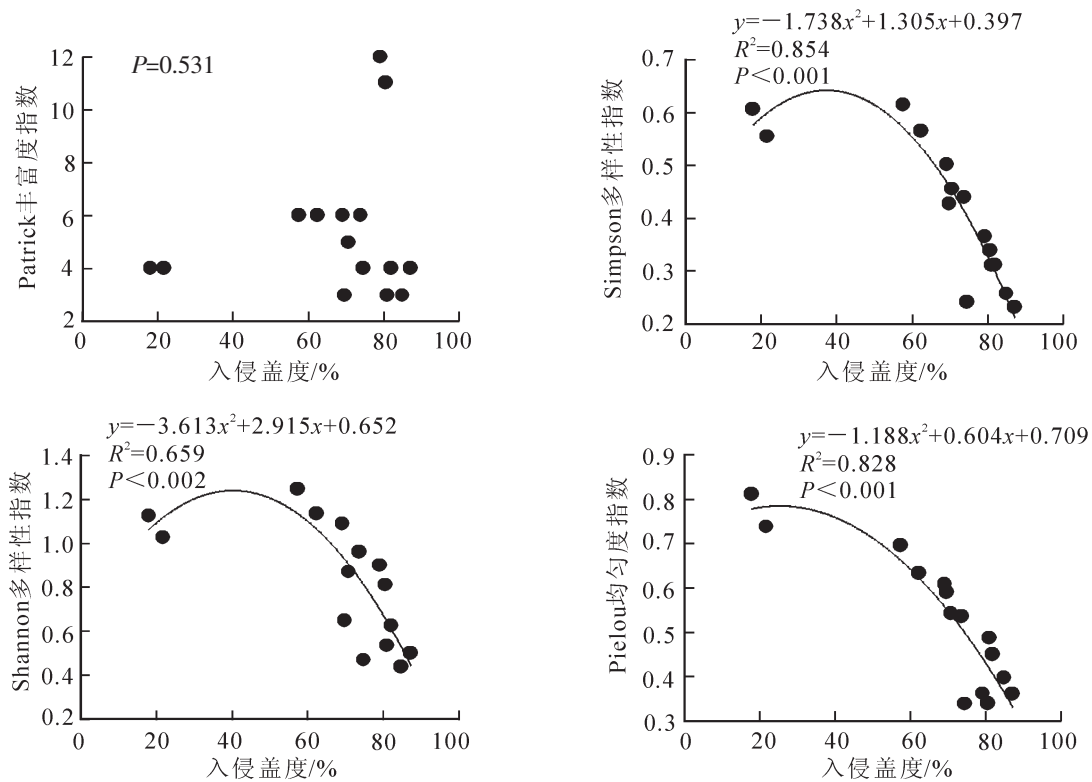 P=0.531
12
10
8
6
4
2
Patrick丰富度指数
0
20
40
60
80
100
入侵盖度/%
y=−1.738x²+1.305x+0.397
R²=0.854
P<0.001
0.7
0.6
0.5
0.4
0.3
0.2
Simpson多样性指数
0
20
40
60
80
100
入侵盖度/%
y=−3.613x²+2.915x+0.652
R²=0.659
P<0.002
1.4
1.2
1.0
0.8
0.6
0.4
0.2
Shannon多样性指数
0
20
40
60
80
100
入侵盖度/%
y=−1.188x²+0.604x+0.709
R²=0.828
P<0.001
0.9
0.8
0.7
0.6
0.5
0.4
0.3
Pielou均匀度指数
0
20
40
60
80
100
入侵盖度/%